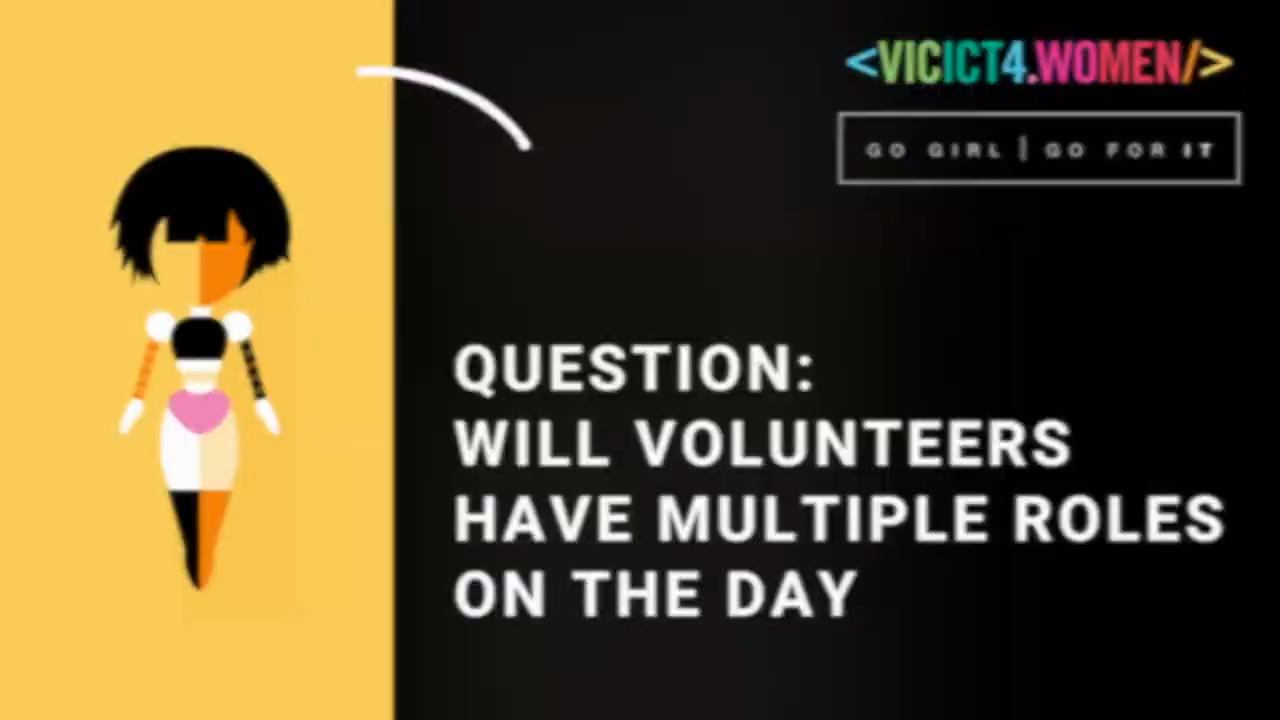 <VICICT4.WOMEN/>
GO GIRL | GO FOR IT
QUESTION:
WILL VOLUNTEERS
HAVE MULTIPLE ROLES
ON THE DAY